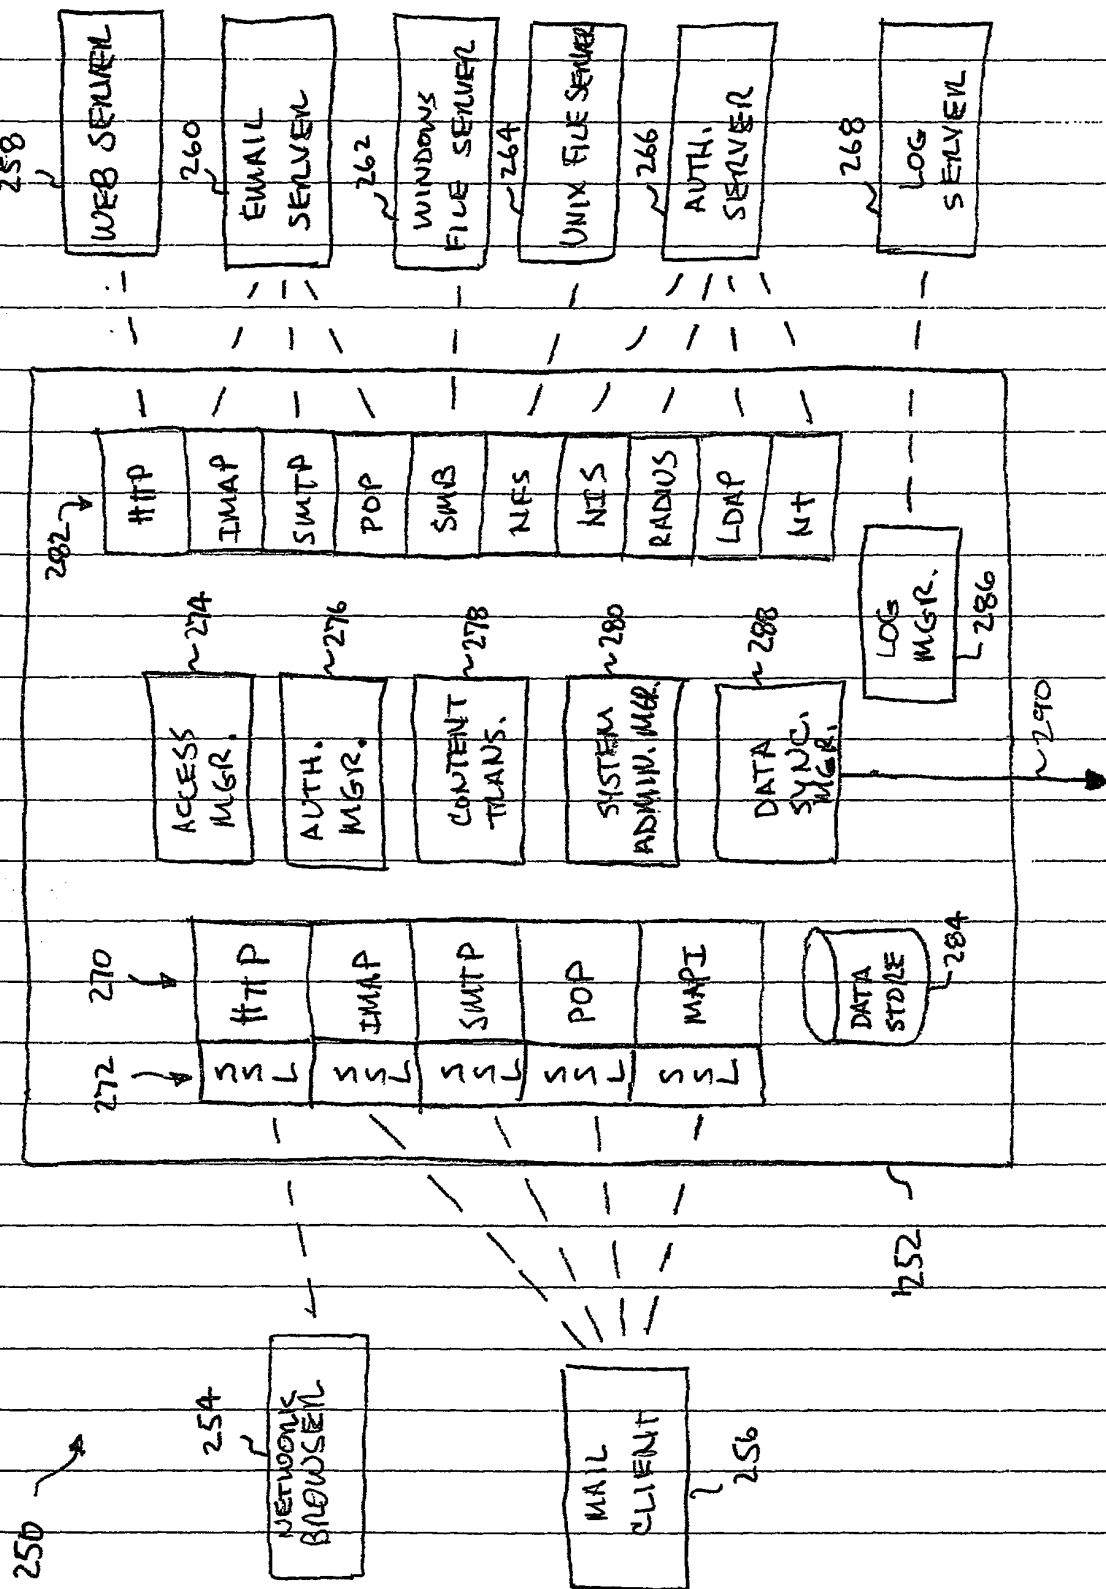 250
254
NETWORK
BROWSER
MAIL
CLIENT
256
252
272
270
SSL
HTTP
SSL
IMAP
SSL
SMTP
SSL
POP
SSL
MAPI
DATA
STORE
284
ACCESS
MGR.
274
AUTH.
MGR.
276
CONTENT
TRANS.
278
SYSTEM
ADMIN. MGR.
280
DATA
SYNC.
MGR.
288
290
LOG
MGR.
286
282
HTTP
IMAP
SMTP
POP
SMB
NFS
NIS
RADIUS
LDAP
NT
258
WEB SERVER
260
EMAIL
SERVER
262
WINDOWS
FILE SERVER
264
UNIX FILE SERVER
266
AUTH.
SERVER
268
LOG
SERVER